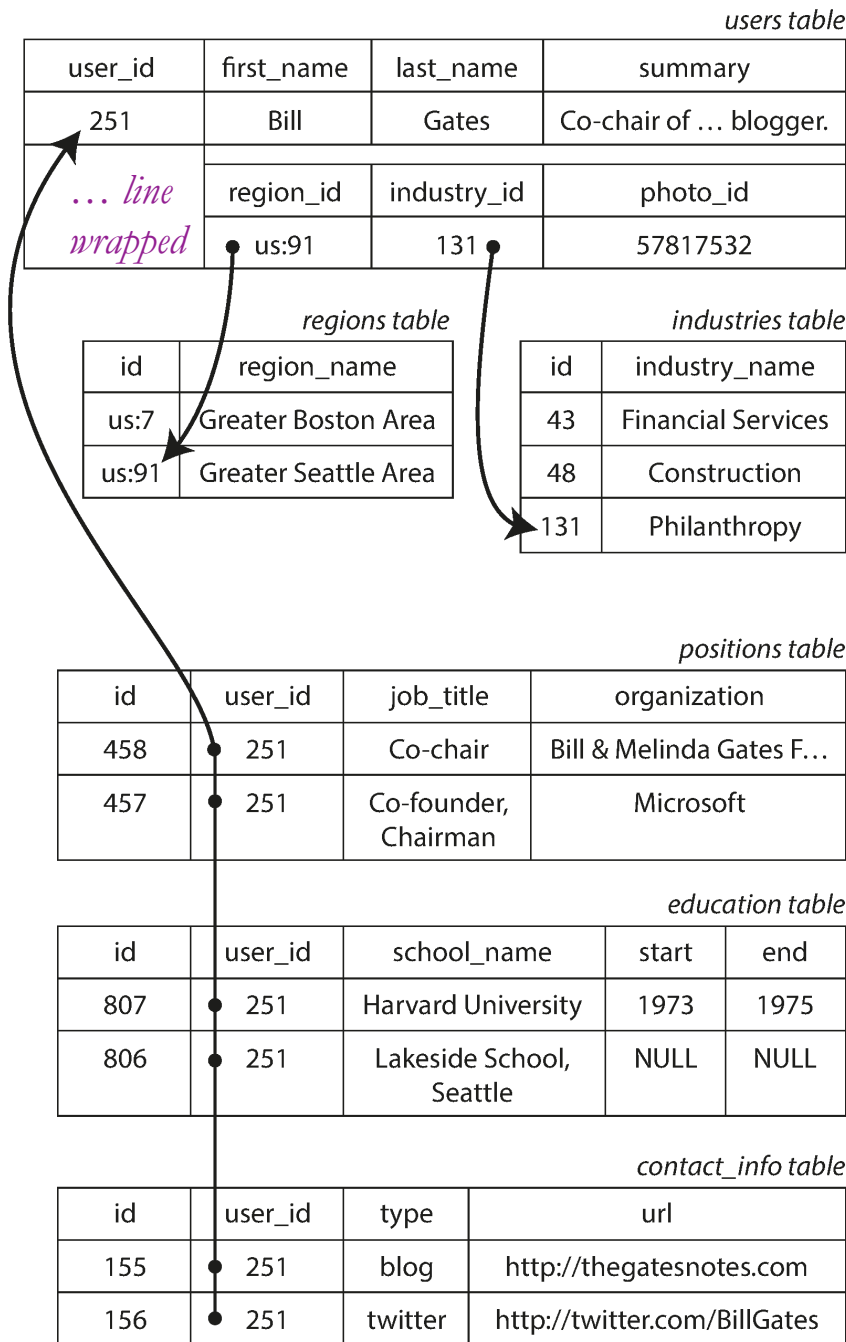 users table
user_id first_name last_name summary
251 Bill Gates Co-chair of … blogger.
… line
wrapped
region_id industry_id photo_id
us:91 131 57817532
regions table
id region_name
us:7 Greater Boston Area
us:91 Greater Seattle Area
industries table
id industry_name
43 Financial Services
48 Construction
131 Philanthropy
positions table
id user_id job_title organization
458 251 Co-chair Bill & Melinda Gates F…
457 251 Co-founder, Microsoft
Chairman
education table
id user_id school_name start end
807 251 Harvard University 1973 1975
806 251 Lakeside School, NULL NULL
Seattle
contact_info table
id user_id type url
155 251 blog http://thegatesnotes.com
156 251 twitter http://twitter.com/BillGates